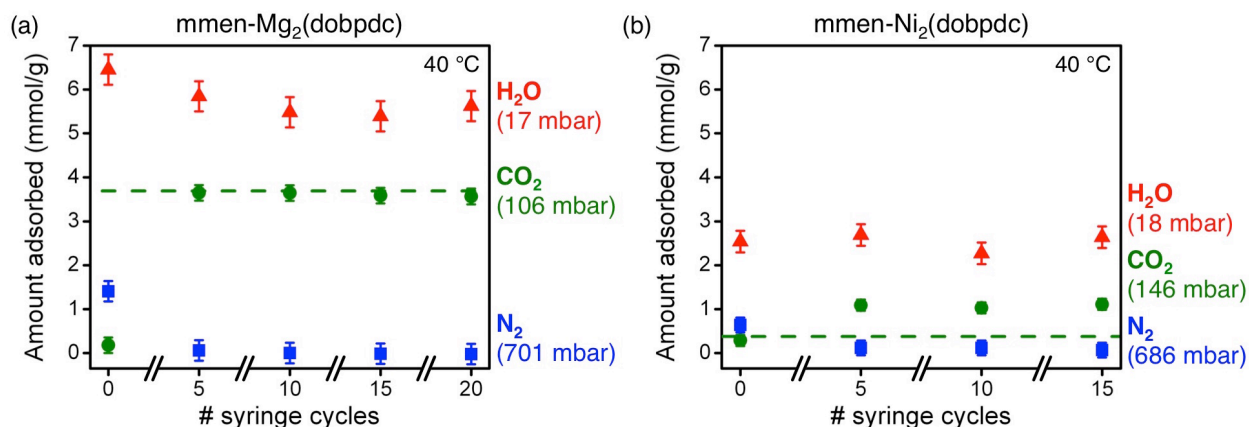 (a)
mmen-Mg₂(dobpdc)
40 °C
Amount adsorbed (mmol/g)
7
6
5
4
3
2
1
0
H₂O
(17 mbar)
CO₂
(106 mbar)
N₂
(701 mbar)
0 5 10 15 20
# syringe cycles
(b)
mmen-Ni₂(dobpdc)
40 °C
Amount adsorbed (mmol/g)
7
6
5
4
3
2
1
0
H₂O
(18 mbar)
CO₂
(146 mbar)
N₂
(686 mbar)
0 5 10 15
# syringe cycles